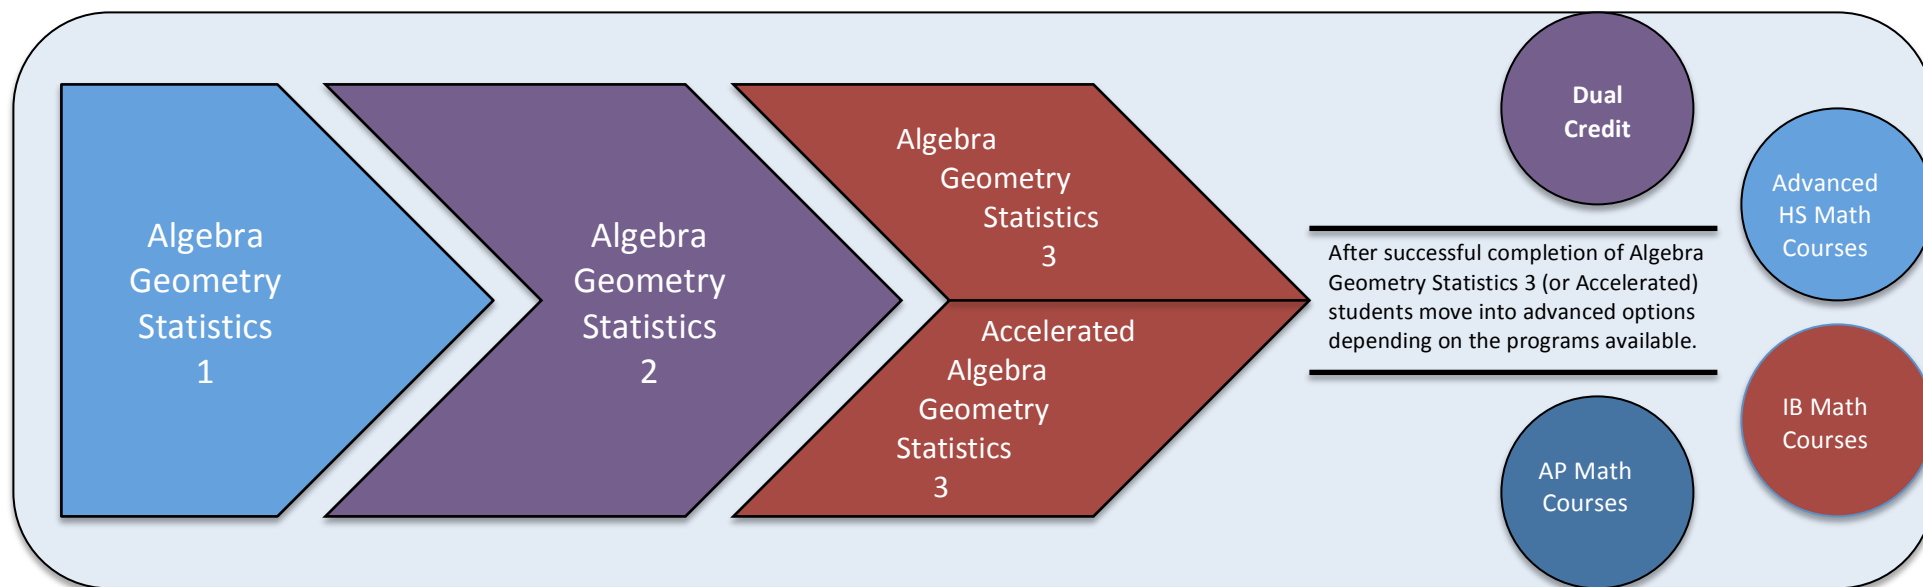 Algebra
Geometry
Statistics
1
Algebra
Geometry
Statistics
2
Algebra
Geometry
Statistics
3
Accelerated
Algebra
Geometry
Statistics
3
Dual
Credit
Advanced
HS Math
Courses
After successful completion of Algebra
Geometry Statistics 3 (or Accelerated)
students move into advanced options
depending on the programs available.
IB Math
Courses
AP Math
Courses